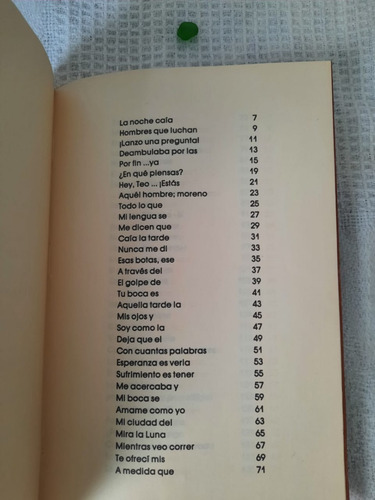 La noche caía 7
Hombres que luchan 9
¡Lanzo una pregunta! 11
Deambulaba por las 13
Por fin ...ya 15
¿En qué piensas? 19
Hey, Teo ... ¡Estás 21
Aquél hombre; moreno 23
Todo lo que 25
Mi lengua se 27
Me dicen que 29
Caía la tarde 31
Nunca me di 33
Esas botas, ese 35
A través del 37
El golpe de 39
Tu boca es 41
Aquella tarde la 43
Mis ojos y 45
Soy como la 47
Deja que el 49
Con cuantas palabras 51
Esperanza es verla 53
Sufrimiento es tener 55
Me acercaba y 57
Mi boca se 59
Amame como yo 61
Mi ciudad del 63
Mira la Luna 65
Mientras veo correr 67
Te ofrecí mis 69
A medida que 71